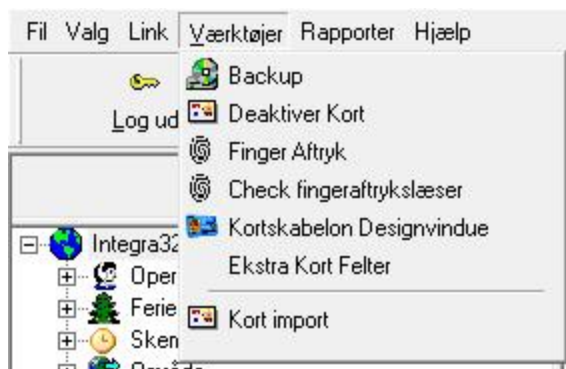 Fil Valg Link Værktøjer Rapporter Hjælp
Log ud
Backup
Deaktiver Kort
Finger Aftryk
Check fingeraftrykslæser
Kortskabelon Designvindue
Ekstra Kort Felter
Kort import
Integra32
Oper
Ferie
Sken